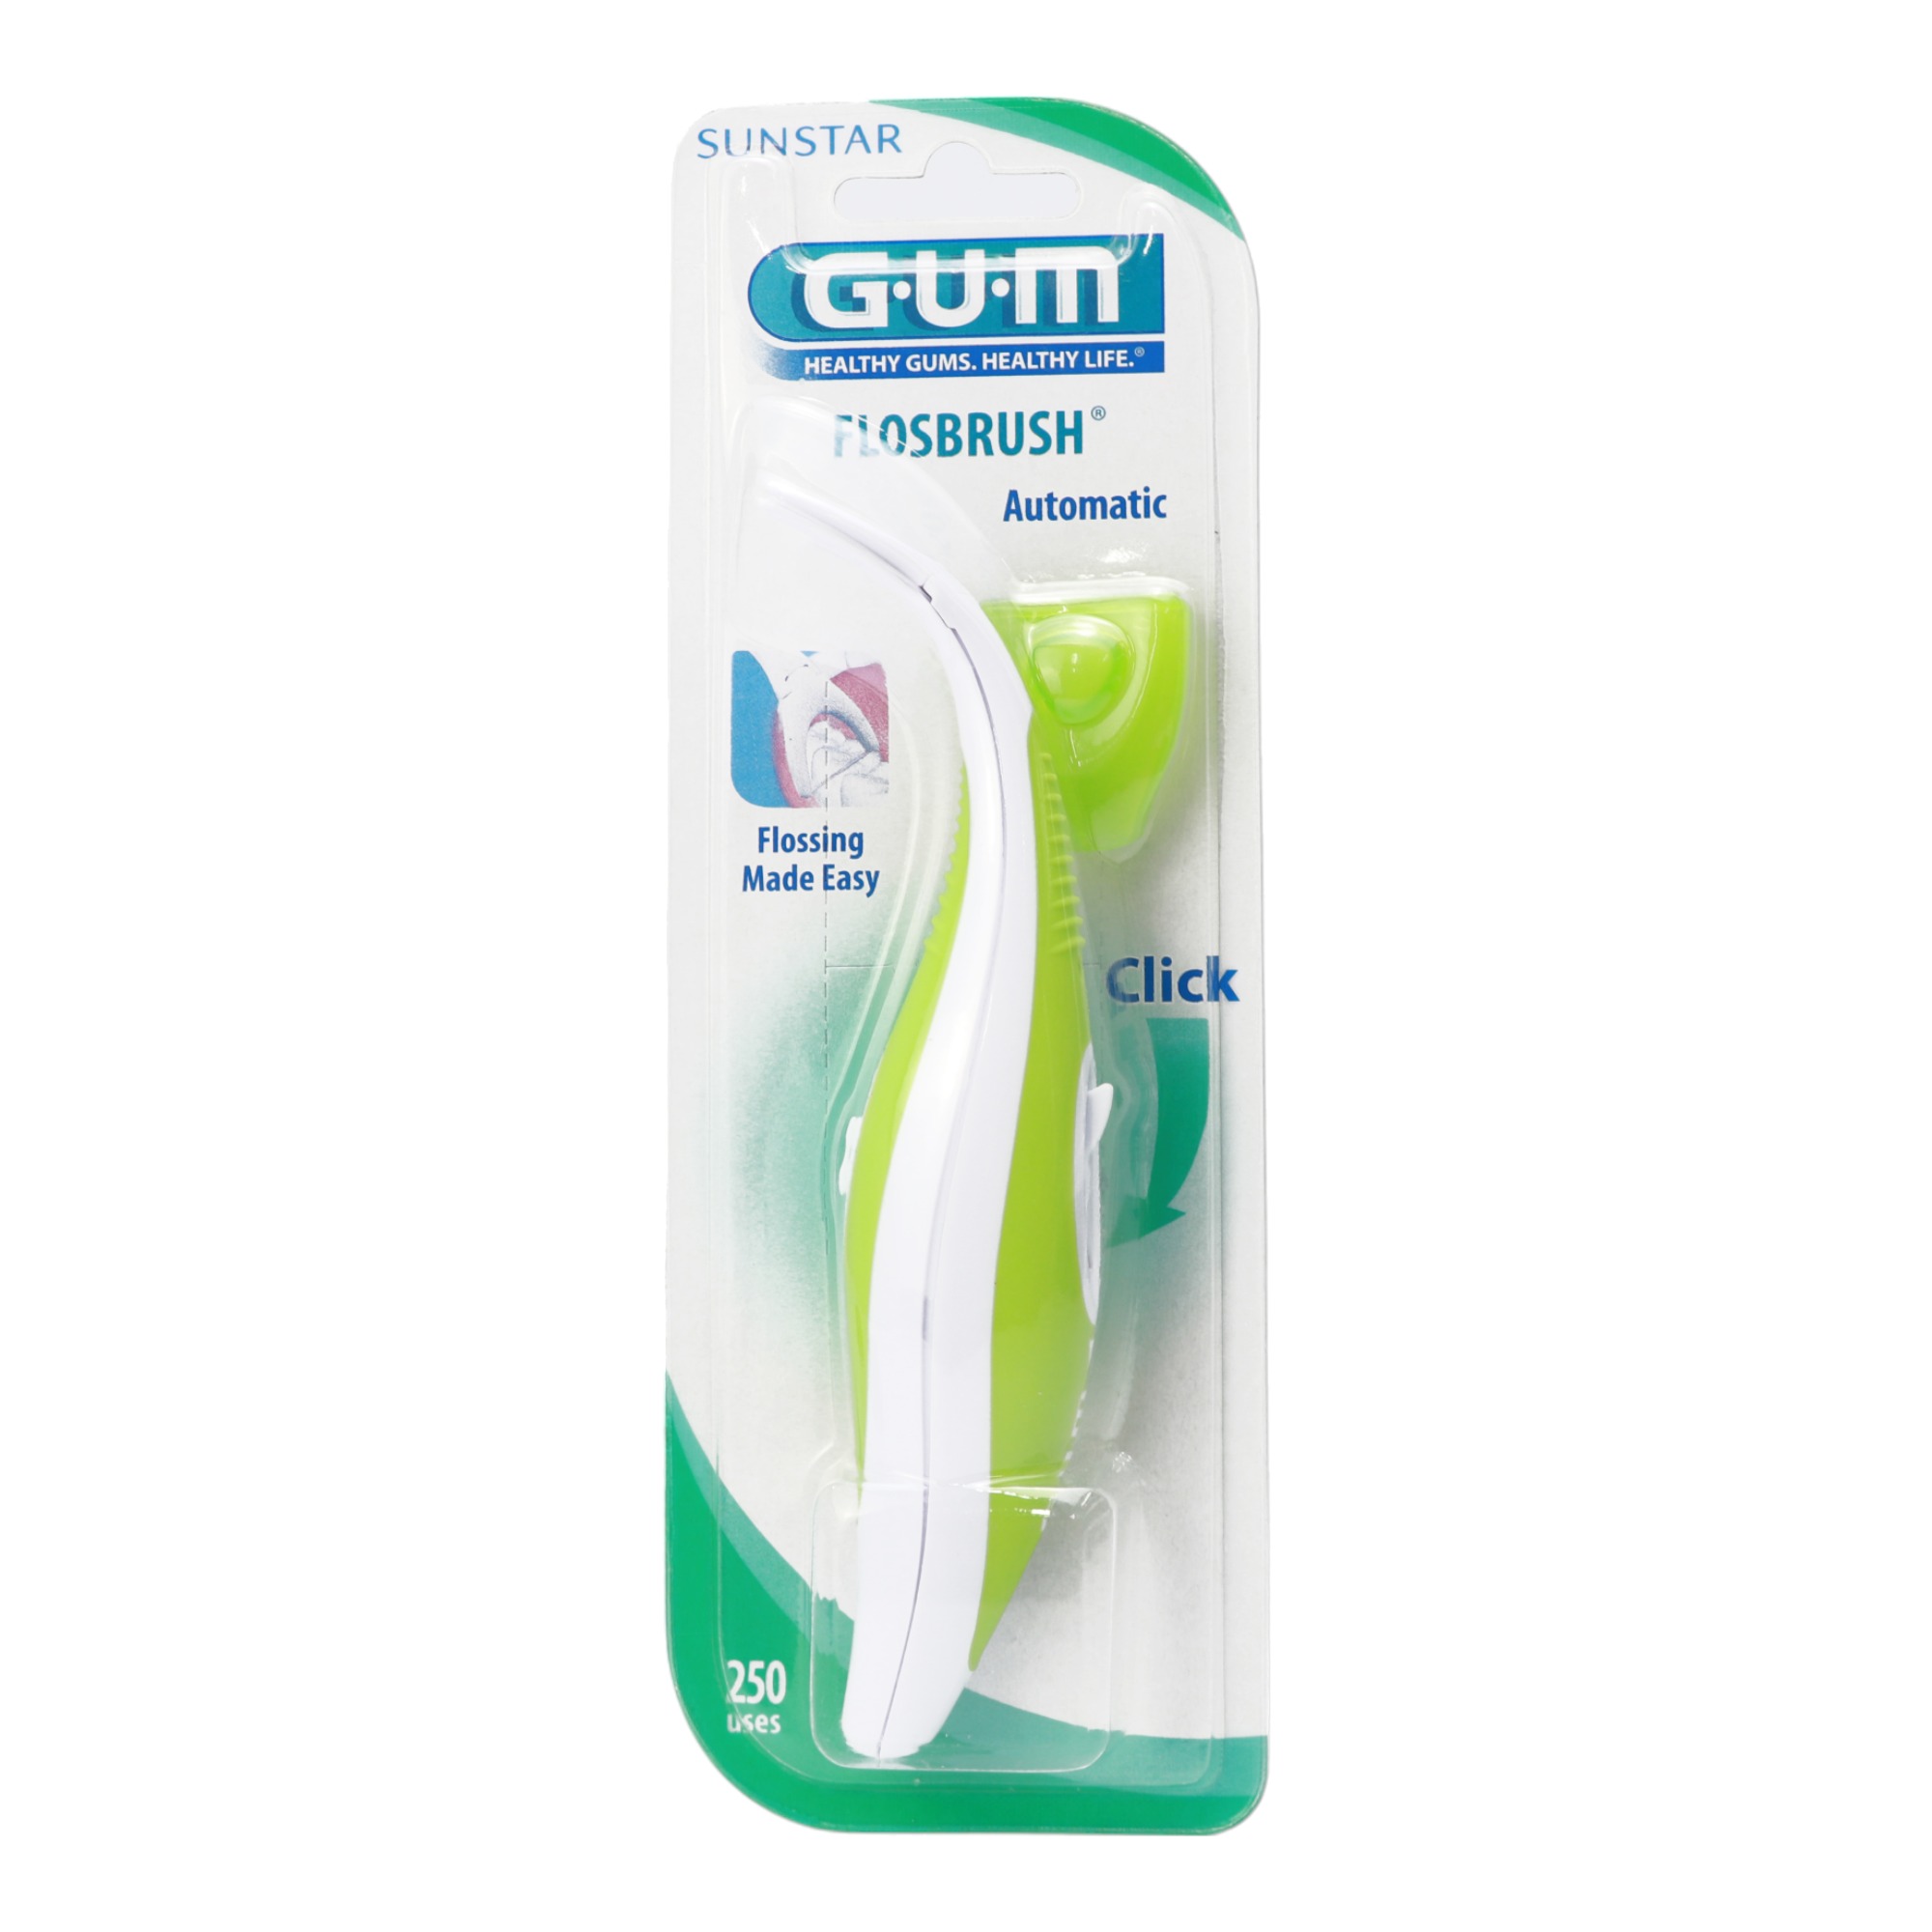 SUNSTAR
G·U·M
HEALTHY GUMS. HEALTHY LIFE.®
FLOSBRUSH®
Automatic
Flossing
Made Easy
Click
250
uses